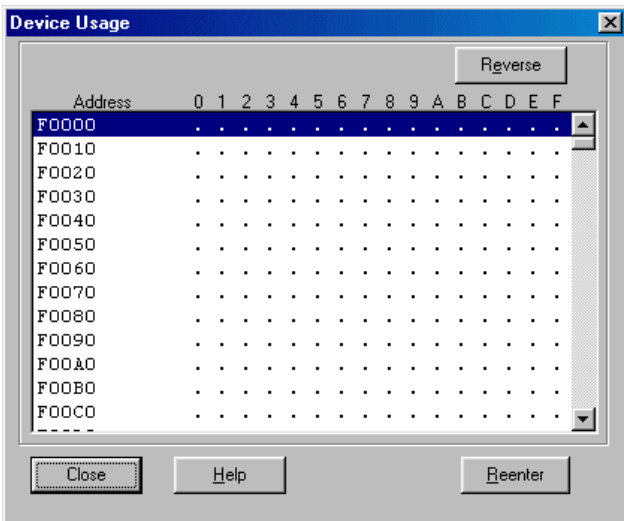 Device Usage
Reverse
Address 0 1 2 3 4 5 6 7 8 9 A B C D E F
F0000 . . . . . . . . . . . . . . . .
F0010 . . . . . . . . . . . . . . . .
F0020 . . . . . . . . . . . . . . . .
F0030 . . . . . . . . . . . . . . . .
F0040 . . . . . . . . . . . . . . . .
F0050 . . . . . . . . . . . . . . . .
F0060 . . . . . . . . . . . . . . . .
F0070 . . . . . . . . . . . . . . . .
F0080 . . . . . . . . . . . . . . . .
F0090 . . . . . . . . . . . . . . . .
F00A0 . . . . . . . . . . . . . . . .
F00B0 . . . . . . . . . . . . . . . .
F00C0 . . . . . . . . . . . . . . . .
Close Help Reenter